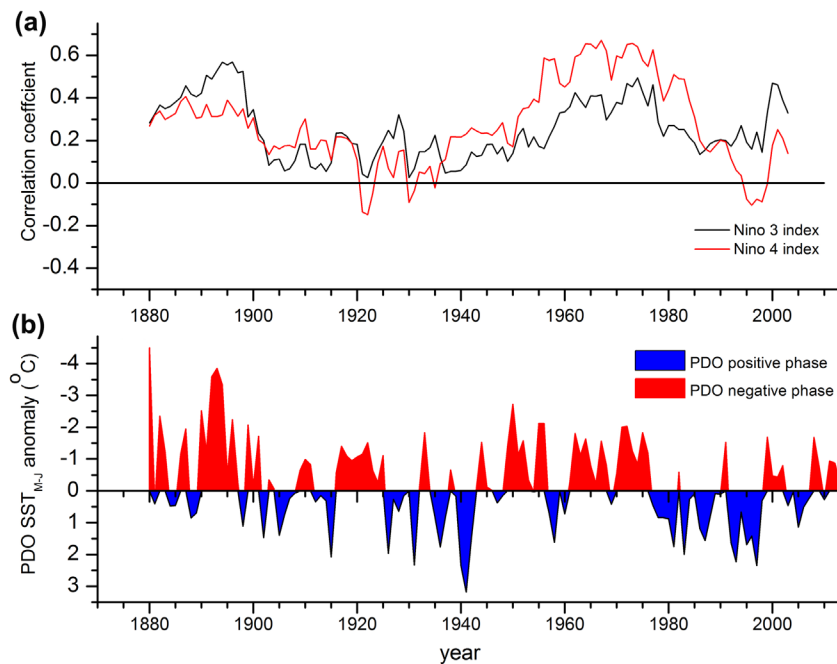 (a)
Correlation coeffcient
0.6
0.4
0.2
0.0
-0.2
-0.4
Nino 3 index
Nino 4 index
1880 1900 1920 1940 1960 1980 2000
(b)
PDO SST M-J anomaly (°C)
-4
-3
-2
-1
0
1
2
3
PDO positive phase
PDO negative phase
1880 1900 1920 1940 1960 1980 2000
year